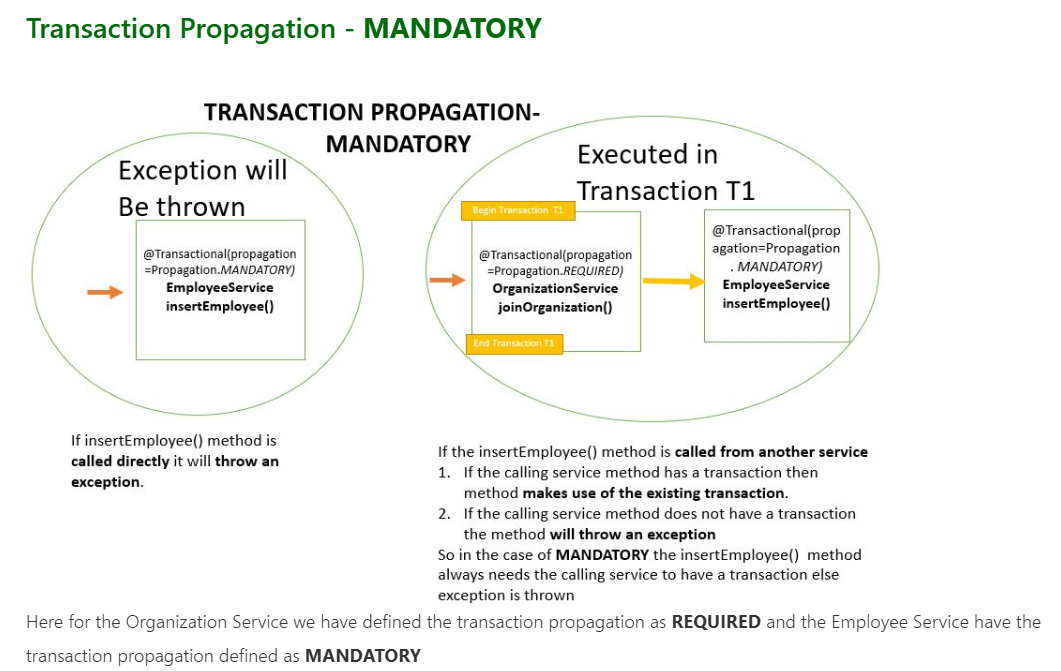 Transaction Propagation - MANDATORY
TRANSACTION PROPAGATION-
MANDATORY
Exception will
Be thrown
@Transactional(propagation
=Propagation.MANDATORY)
EmployeeService
insertEmployee()
If insertEmployee() method is
called directly it will throw an
exception.
Executed in
Transaction T1
Begin Transaction T1
@Transactional(propagation
=Propagation.REQUIRED)
OrganizationService
joinOrganization()
End Transaction T1
@Transactional(prop
agation=Propagation
. MANDATORY)
EmployeeService
insertEmployee()
If the insertEmployee() method is called from another service
1. If the calling service method has a transaction then
method makes use of the existing transaction.
2. If the calling service method does not have a transaction
the method will throw an exception
So in the case of MANDATORY the insertEmployee() method
always needs the calling service to have a transaction else
exception is thrown
Here for the Organization Service we have defined the transaction propagation as REQUIRED and the Employee Service have the
transaction propagation defined as MANDATORY